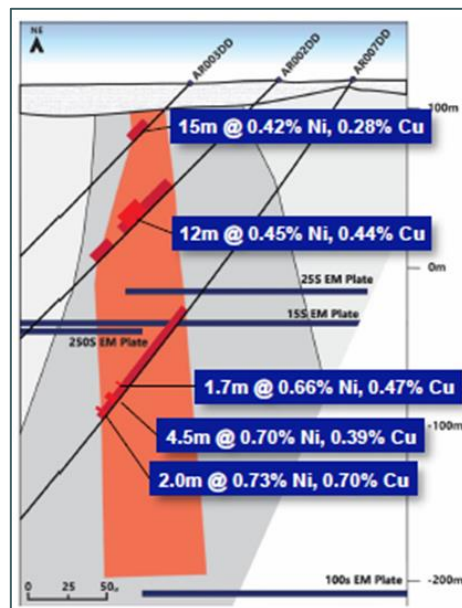 NE
AR003DD
AR002DD
AR007DD
100m
15m @ 0.42% Ni, 0.28% Cu
12m @ 0.45% Ni, 0.44% Cu
0m
25S EM Plate
15S EM Plate
250S EM Plate
1.7m @ 0.66% Ni, 0.47% Cu
4.5m @ 0.70% Ni, 0.39% Cu
-100m
2.0m @ 0.73% Ni, 0.70% Cu
0 25 50
100s EM Plate
-200m